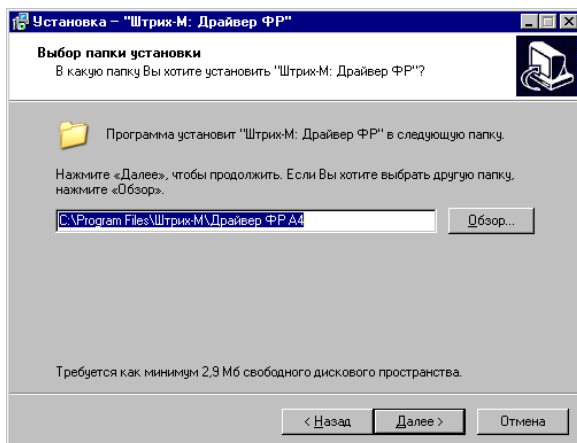 Установка – "Штрих-М: Драйвер ФР"
Выбор папки установки
В какую папку Вы хотите установить "Штрих-М: Драйвер ФР"?
Программа установит "Штрих-М: Драйвер ФР" в следующую папку.
Нажмите «Далее», чтобы продолжить. Если Вы хотите выбрать другую папку,
нажмите «Обзор».
C:\Program Files\Штрих-М\Драйвер ФР А4
Обзор...
Требуется как минимум 2,9 Мб свободного дискового пространства.
< Назад
Далее >
Отмена